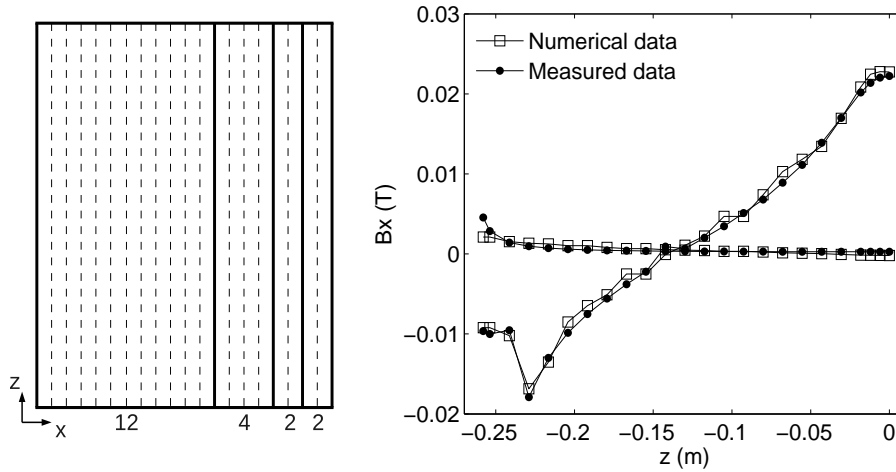 z
x
12
4
2
2
0.03
0.02
0.01
0
−0.01
−0.02
Bx (T)
Numerical data
Measured data
−0.25
−0.2
−0.15
−0.1
−0.05
0
z (m)